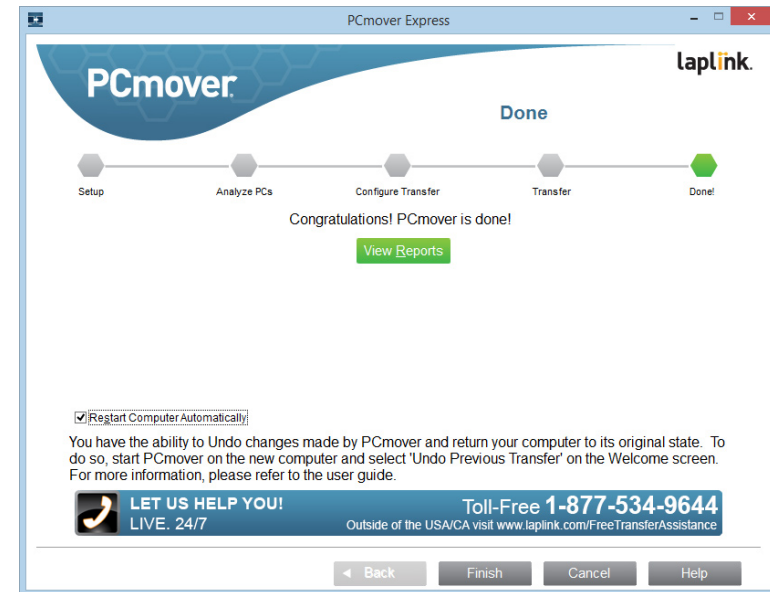 PCmover Express
PCmover
laplink.
Done
Setup
Analyze PCs
Configure Transfer
Transfer
Done!
Congratulations! PCmover is done!
View Reports
Restart Computer Automatically
You have the ability to Undo changes made by PCmover and return your computer to its original state. To
do so, start PCmover on the new computer and select 'Undo Previous Transfer' on the Welcome screen.
For more information, please refer to the user guide.
LET US HELP YOU!
LIVE. 24/7
Toll-Free 1-877-534-9644
Outside of the USA/CA visit www.laplink.com/FreeTransferAssistance
Back
Finish
Cancel
Help